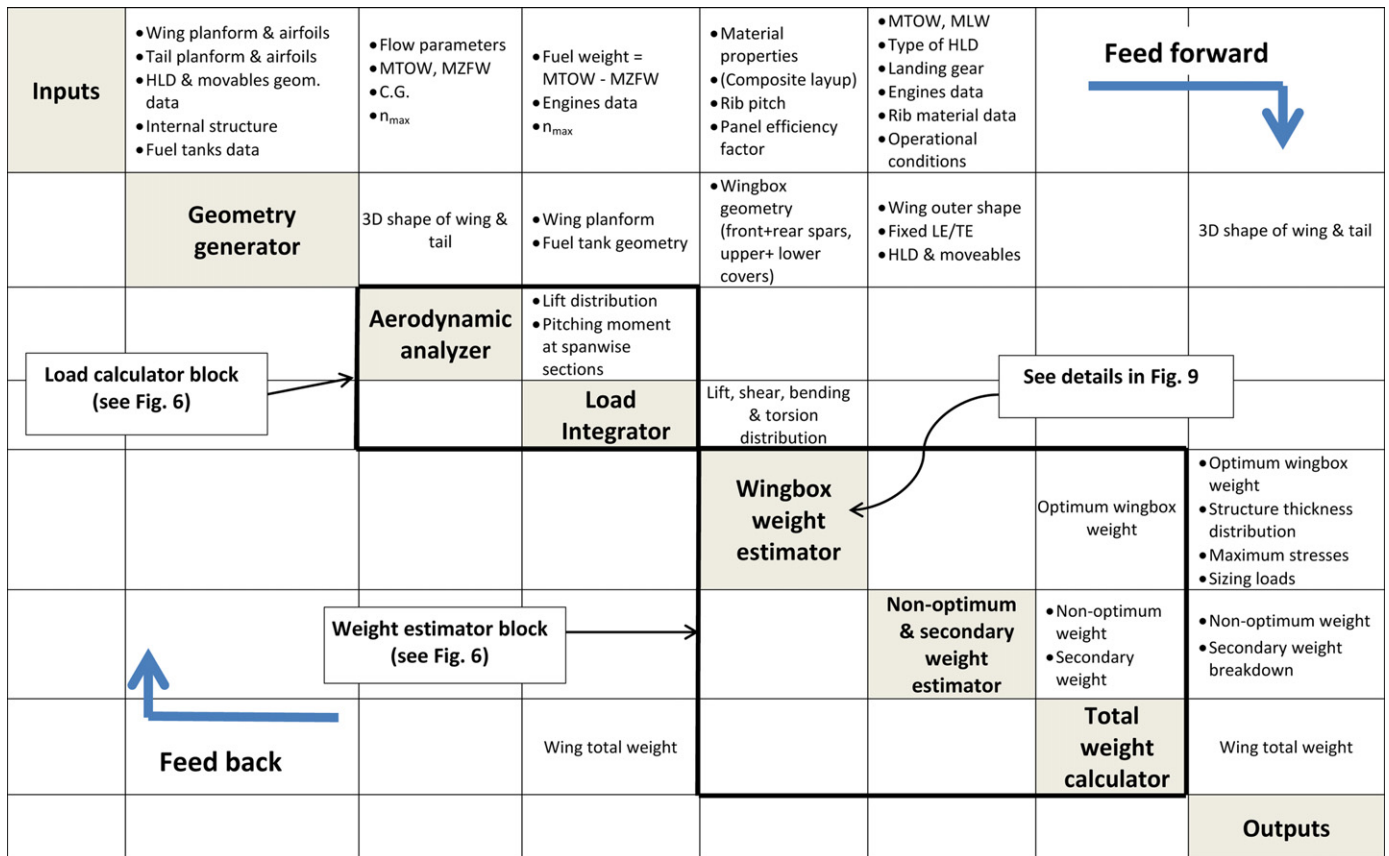 Inputs
• Wing planform & airfoils
• Tail planform & airfoils
• HLD & movables geom.
data
• Internal structure
• Fuel tanks data
• Flow parameters
• MTOW, MZFW
• C.G.
• nmax
• Fuel weight =
MTOW - MZFW
• Engines data
• nmax
• Material
properties
• (Composite layup)
• Rib pitch
• Panel efficiency
factor
• MTOW, MLW
• Type of HLD
• Landing gear
• Engines data
• Rib material data
• Operational
conditions
Feed forward
Geometry
generator
3D shape of wing &
tail
• Wing planform
• Fuel tank geometry
• Wingbox
geometry
(front+rear spars,
upper+ lower
covers)
• Wing outer shape
• Fixed LE/TE
• HLD & moveables
3D shape of wing & tail
Aerodynamic
analyzer
• Lift distribution
• Pitching moment
at spanwise
sections
Load calculator block
(see Fig. 6)
See details in Fig. 9
Load
Integrator
Lift, shear, bending
& torsion
distribution
Wingbox
weight
estimator
Optimum wingbox
weight
• Optimum wingbox
weight
• Structure thickness
distribution
• Maximum stresses
• Sizing loads
Weight estimator block
(see Fig. 6)
Non-optimum
& secondary
weight
estimator
• Non-optimum
weight
• Secondary
weight
• Non-optimum weight
• Secondary weight
breakdown
Feed back
Wing total weight
Total
weight
calculator
Wing total weight
Outputs